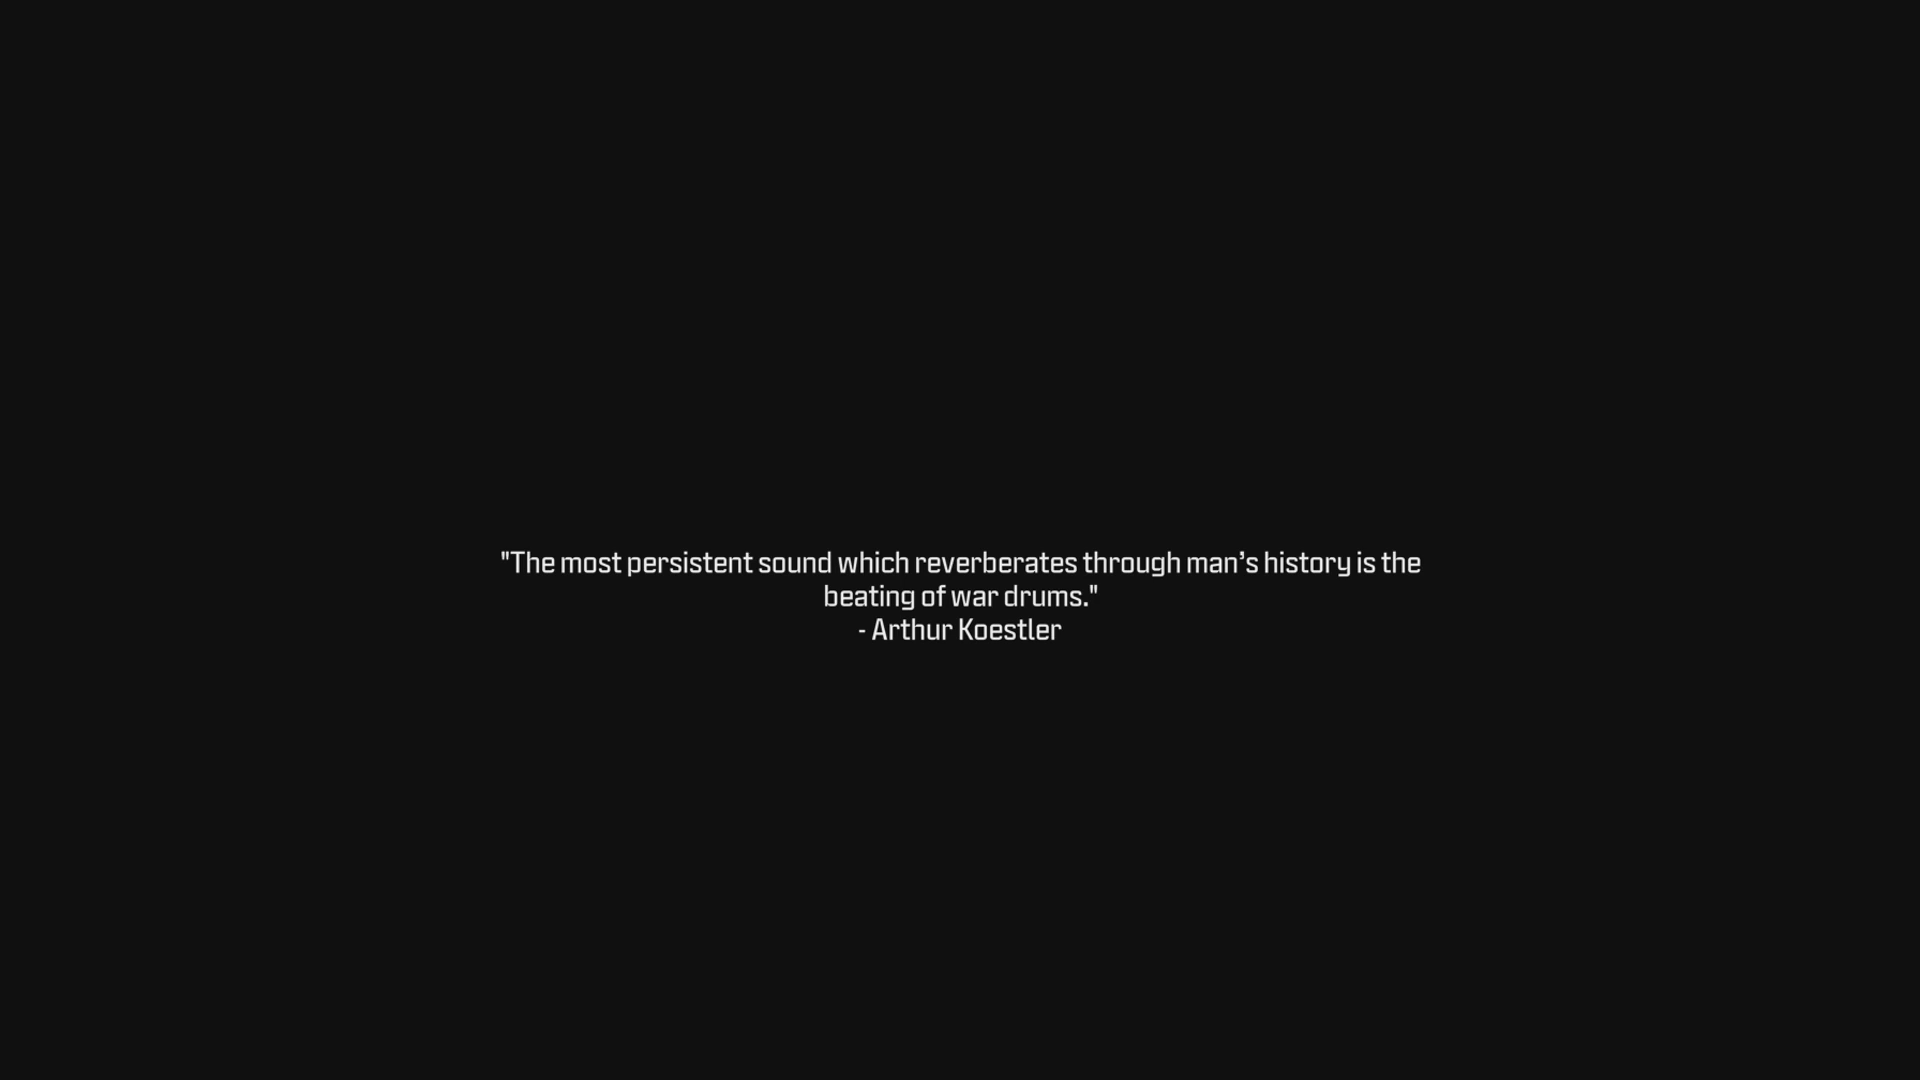 "The most persistent sound which reverberates through man’s history is the
beating of war drums."
- Arthur Koestler